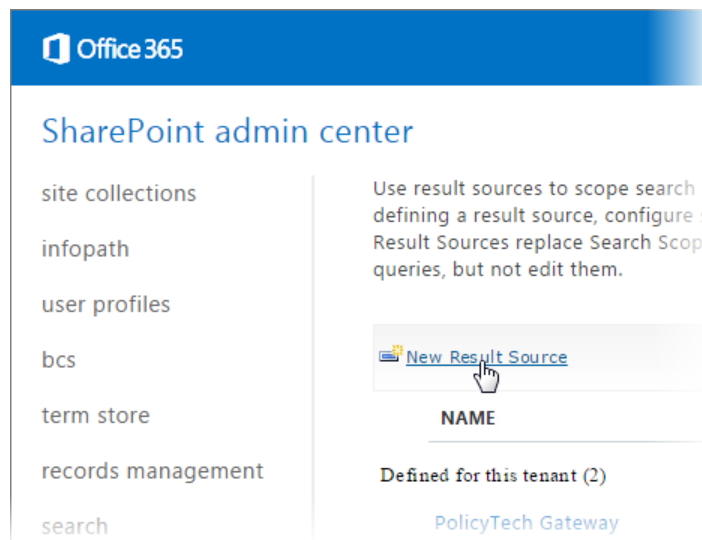 Office 365
SharePoint admin center
site collections
infopath
user profiles
bcs
term store
records management
search
Use result sources to scope search
defining a result source, configure
Result Sources replace Search Scop
queries, but not edit them.
New Result Source
NAME
Defined for this tenant (2)
PolicyTech Gateway